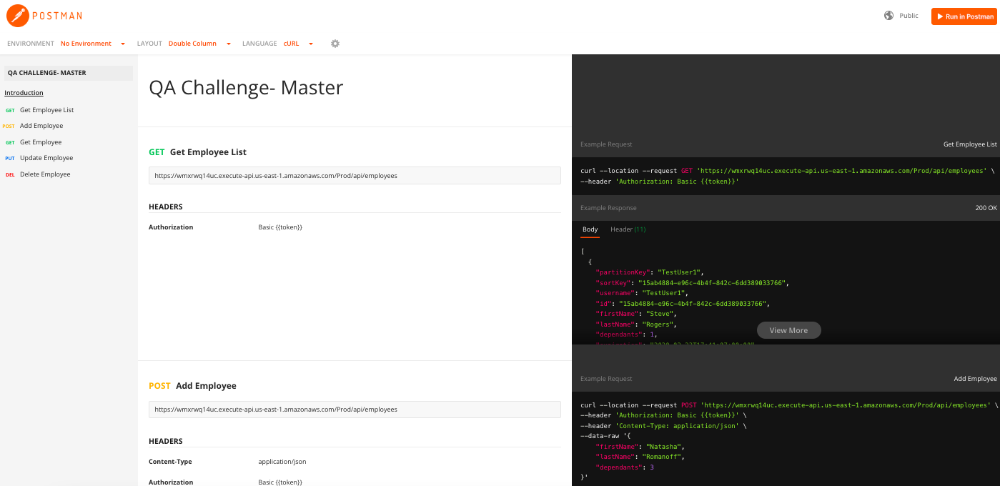 POSTMAN
Public
Run in Postman
ENVIRONMENT No Environment LAYOUT Double Column LANGUAGE cURL
QA CHALLENGE- MASTER
Introduction
GET Get Employee List
POST Add Employee
GET Get Employee
PUT Update Employee
DEL Delete Employee
QA Challenge- Master
GET Get Employee List
https://wmxrwq14uc.execute-api.us-east-1.amazonaws.com/Prod/api/employees
HEADERS
Authorization Basic {{token}}
Example Request Get Employee List
curl --location --request GET 'https://wmxrwq14uc.execute-api.us-east-1.amazonaws.com/Prod/api/employees' \
--header 'Authorization: Basic {{token}}'
Example Response 200 OK
Body Header (11)
[
{
"partitionKey": "TestUser1",
"sortKey": "15ab4884-e96c-4b4f-842c-6dd389033766",
"username": "TestUser1",
"id": "15ab4884-e96c-4b4f-842c-6dd389033766",
"firstName": "Steve",
"lastName": "Rogers",
"dependants": 1,
View More
POST Add Employee
https://wmxrwq14uc.execute-api.us-east-1.amazonaws.com/Prod/api/employees
HEADERS
Content-Type application/json
Authorization Basic {{token}}
Example Request Add Employee
curl --location --request POST 'https://wmxrwq14uc.execute-api.us-east-1.amazonaws.com/Prod/api/employees' \
--header 'Authorization: Basic {{token}}' \
--header 'Content-Type: application/json' \
--data-raw '{
"firstName": "Natasha",
"lastName": "Romanoff",
"dependants": 3
}'